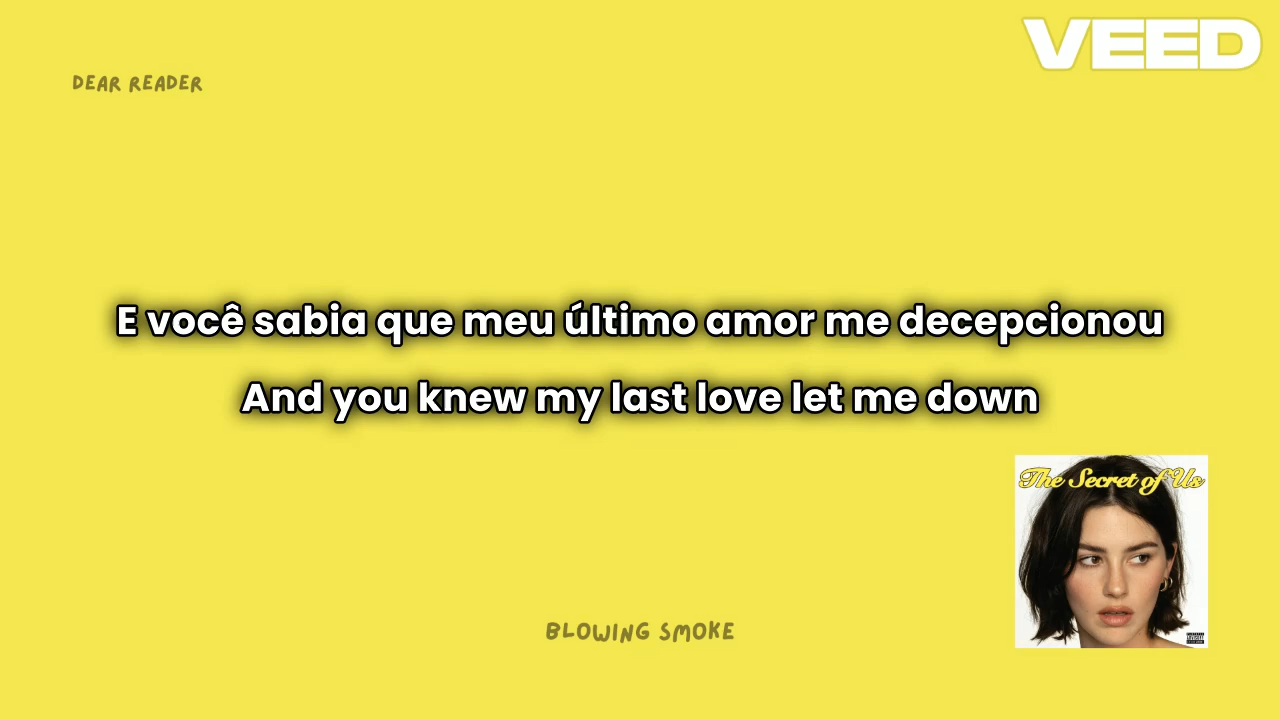 VEED
DEAR READER
E você sabia que meu último amor me decepcionou
And you knew my last love let me down
The Secret of Us
BLOWING SMOKE